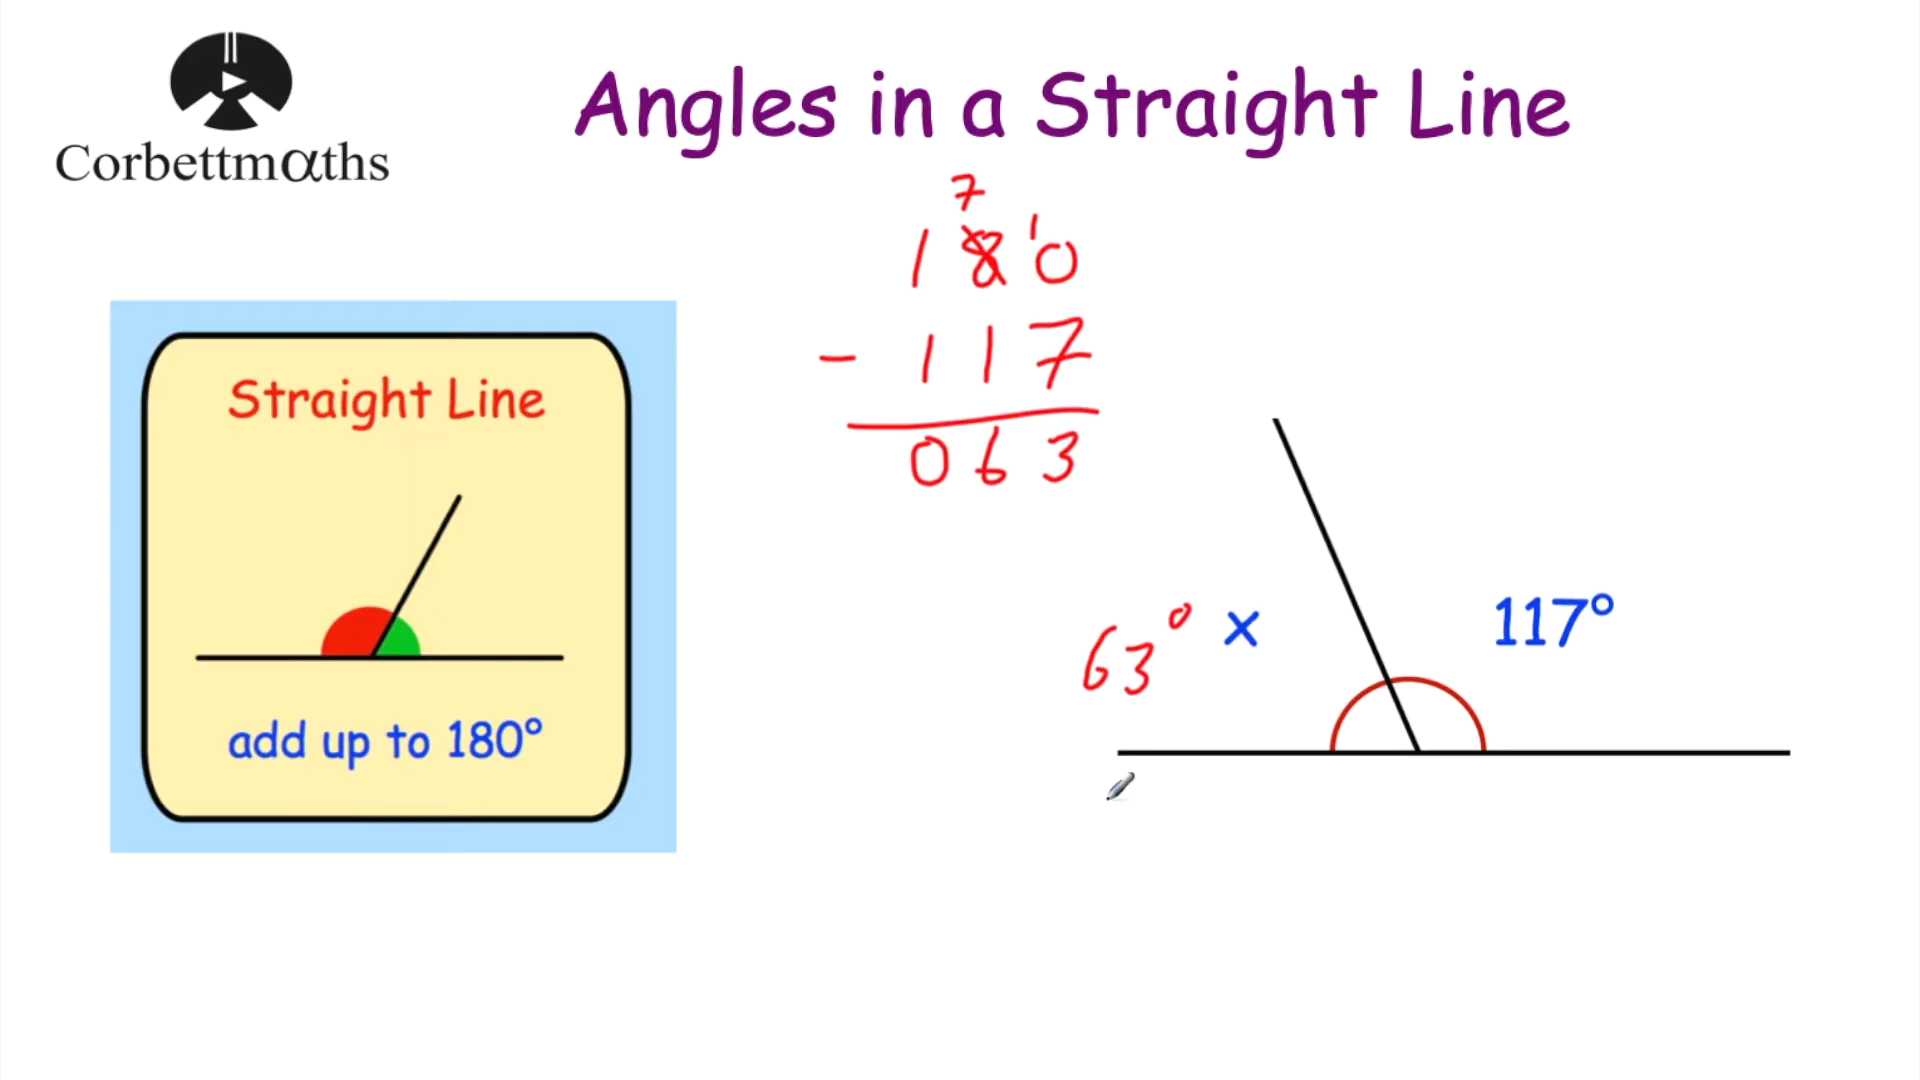 Corbettmαths
Angles in a Straight Line
7
1 8 10
- 1 1 7
0 6 3
Straight Line
add up to 180°
63° x
117°